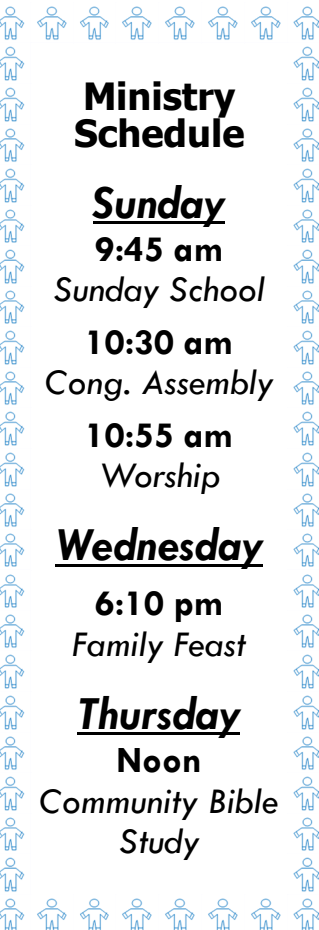 Ministry
Schedule
Sunday
9:45 am
Sunday School
10:30 am
Cong. Assembly
10:55 am
Worship
Wednesday
6:10 pm
Family Feast
Thursday
Noon
Community Bible
Study